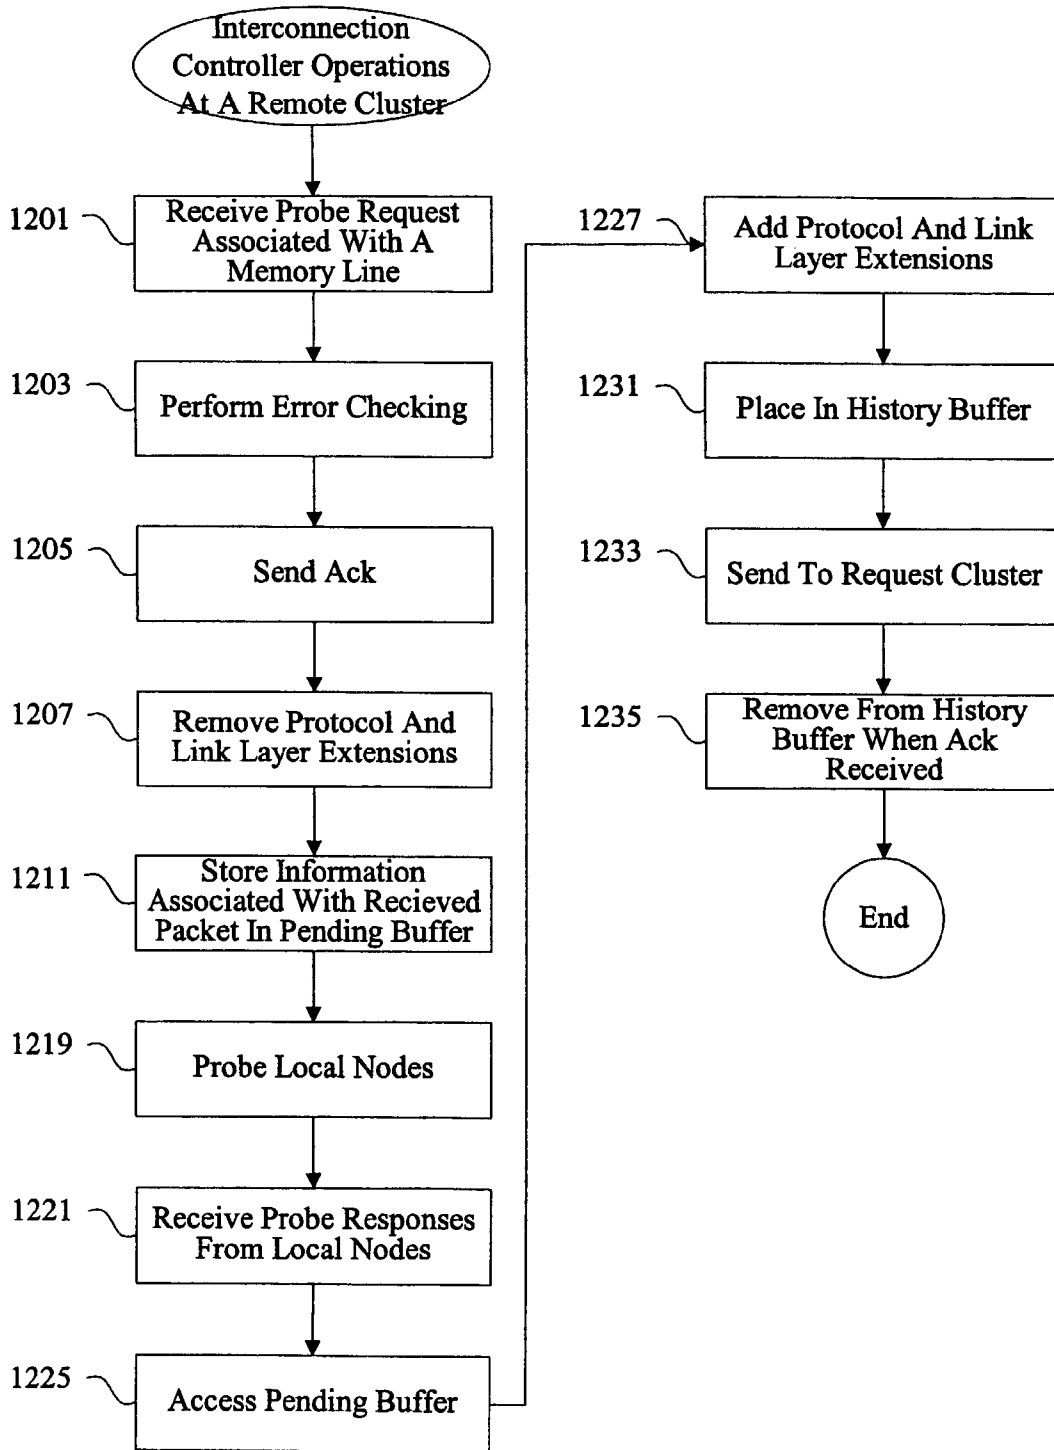 Interconnection
Controller Operations
At A Remote Cluster
1201
Receive Probe Request
Associated With A
Memory Line
1203
Perform Error Checking
1205
Send Ack
1207
Remove Protocol And
Link Layer Extensions
1211
Store Information
Associated With Recieved
Packet In Pending Buffer
1219
Probe Local Nodes
1221
Receive Probe Responses
From Local Nodes
1225
Access Pending Buffer
1227
Add Protocol And Link
Layer Extensions
1231
Place In History Buffer
1233
Send To Request Cluster
1235
Remove From History
Buffer When Ack
Received
End